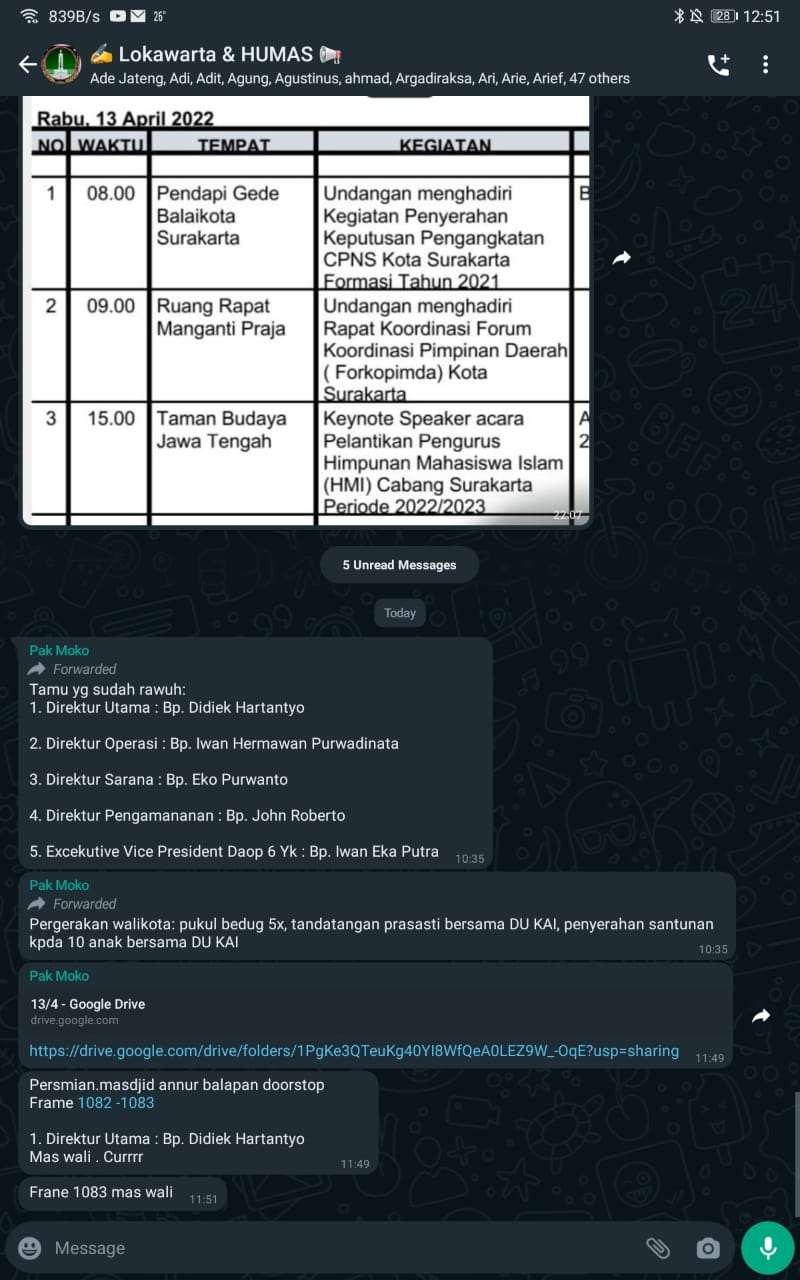 839B/s 26° 28 12:51
✍️ Lokawarta & HUMAS 📢
Ade Jateng, Adi, Adit, Agung, Agustinus, ahmad, Argadiraksa, Ari, Arie, Arief, 47 others
Rabu, 13 April 2022
NO WAKTU TEMPAT KEGIATAN
1 08.00 Pendapi Gede Undangan menghadiri B
Balaikota Kegiatan Penyerahan
Surakarta Keputusan Pengangkatan
CPNS Kota Surakarta
Formasi Tahun 2021
2 09.00 Ruang Rapat Undangan menghadiri
Manganti Praja Rapat Koordinasi Forum
Koordinasi Pimpinan Daerah
( Forkopimda) Kota
Surakarta
3 15.00 Taman Budaya Keynote Speaker acara A
Jawa Tengah Pelantikan Pengurus 2
Himpunan Mahasiswa Islam
(HMI) Cabang Surakarta
Periode 2022/2023
22:07
5 Unread Messages
Today
Pak Moko
Forwarded
Tamu yg sudah rawuh:
1. Direktur Utama : Bp. Didiek Hartantyo
2. Direktur Operasi : Bp. Iwan Hermawan Purwadinata
3. Direktur Sarana : Bp. Eko Purwanto
4. Direktur Pengamananan : Bp. John Roberto
5. Excekutive Vice President Daop 6 Yk : Bp. Iwan Eka Putra
10:35
Pak Moko
Forwarded
Pergerakan walikota: pukul bedug 5x, tandatangan prasasti bersama DU KAI, penyerahan santunan
kpda 10 anak bersama DU KAI
10:35
Pak Moko
13/4 - Google Drive
drive.google.com
https://drive.google.com/drive/folders/1PgKe3QTeuKg40YI8WfQeA0LEZ9W_-OqE?usp=sharing
11:49
Persmian.masdjid annur balapan doorstop
Frame 1082 -1083
1. Direktur Utama : Bp. Didiek Hartantyo
Mas wali . Currrr
11:49
Frane 1083 mas wali
11:51
Message